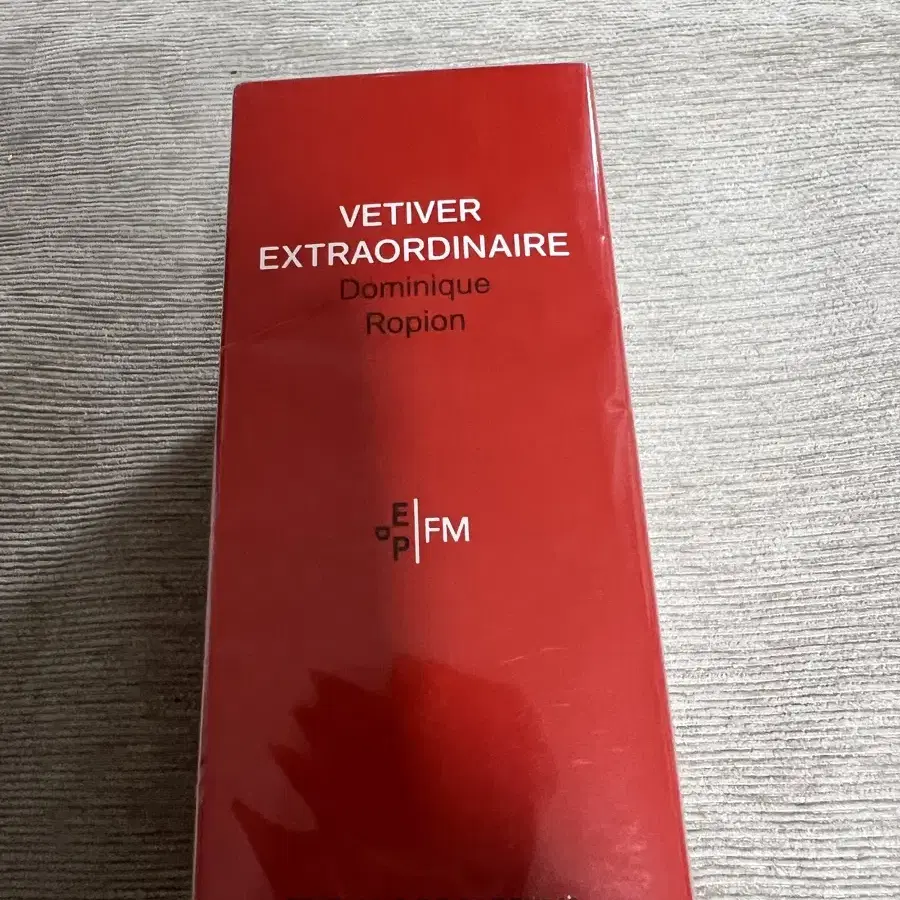 VETIVER
EXTRAORDINAIRE
Dominique
Ropion
E
D P FM